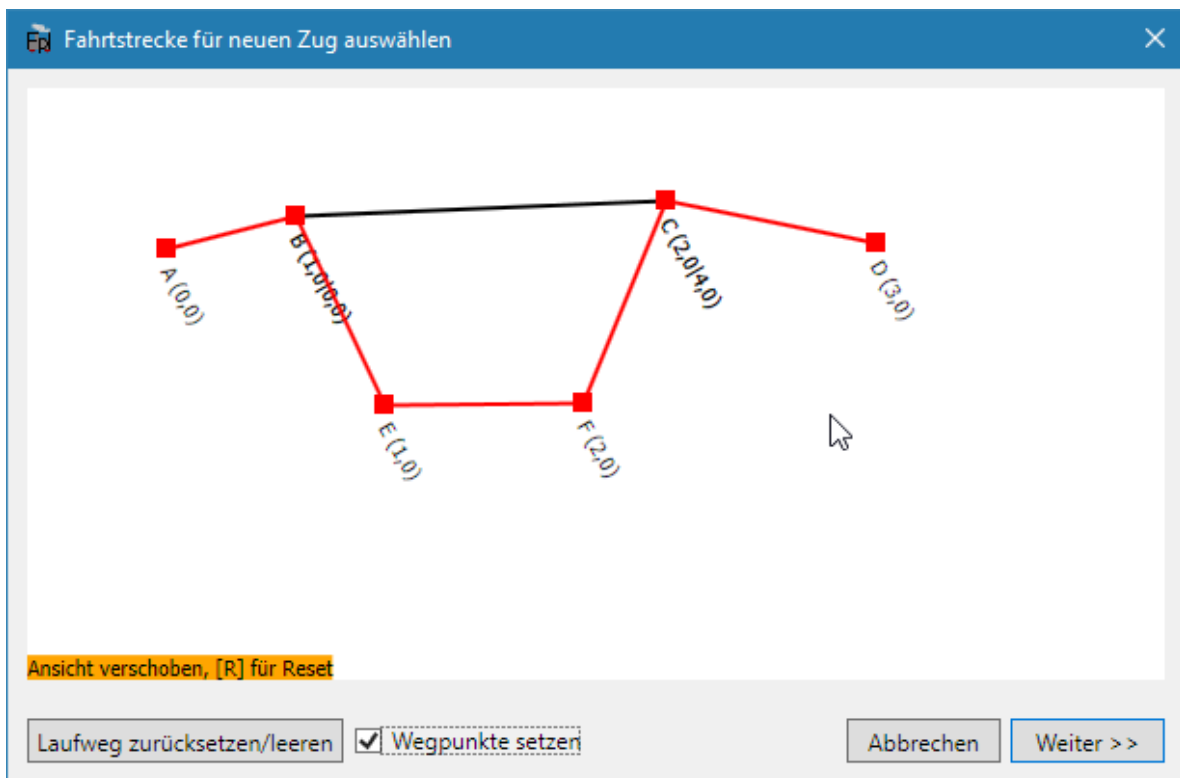 Fpl Fahrtstrecke für neuen Zug auswählen
A (0,0)
B (1,0|0,0)
C (2,0|4,0)
D (3,0)
E (1,0)
F (2,0)
Ansicht verschoben, [R] für Reset
Laufweg zurücksetzen/leeren
Wegpunkte setzen
Abbrechen
Weiter >>